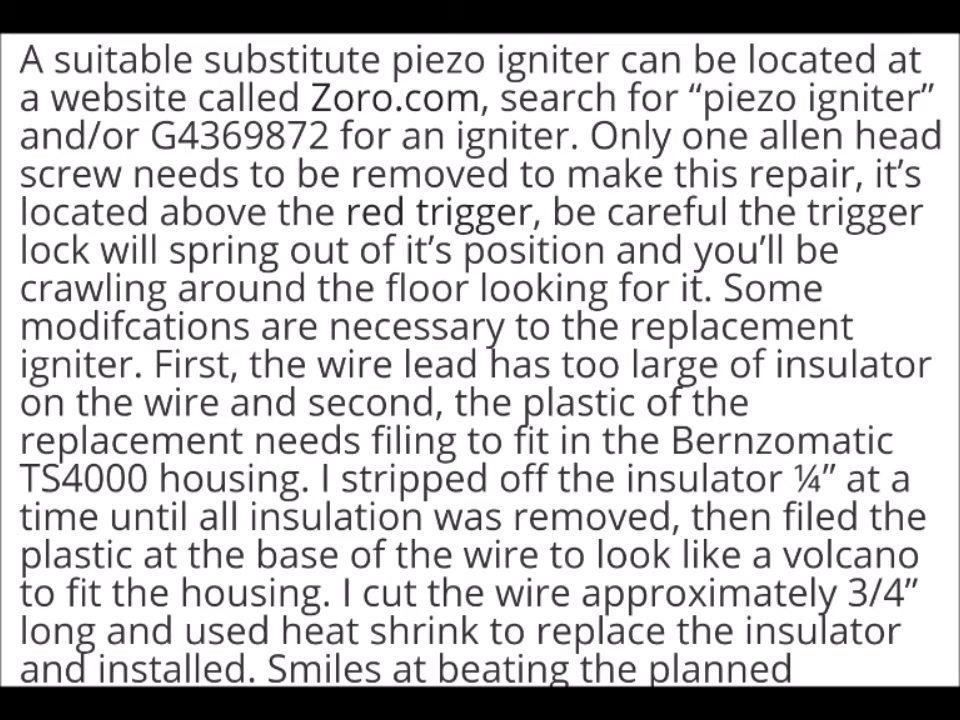 A suitable substitute piezo igniter can be located at
a website called Zoro.com, search for “piezo igniter”
and/or G4369872 for an igniter. Only one allen head
screw needs to be removed to make this repair, it’s
located above the red trigger, be careful the trigger
lock will spring out of it’s position and you’ll be
crawling around the floor looking for it. Some
modifcations are necessary to the replacement
igniter. First, the wire lead has too large of insulator
on the wire and second, the plastic of the
replacement needs filing to fit in the Bernzomatic
TS4000 housing. I stripped off the insulator ¼” at a
time until all insulation was removed, then filed the
plastic at the base of the wire to look like a volcano
to fit the housing. I cut the wire approximately 3/4”
long and used heat shrink to replace the insulator
and installed. Smiles at beating the planned